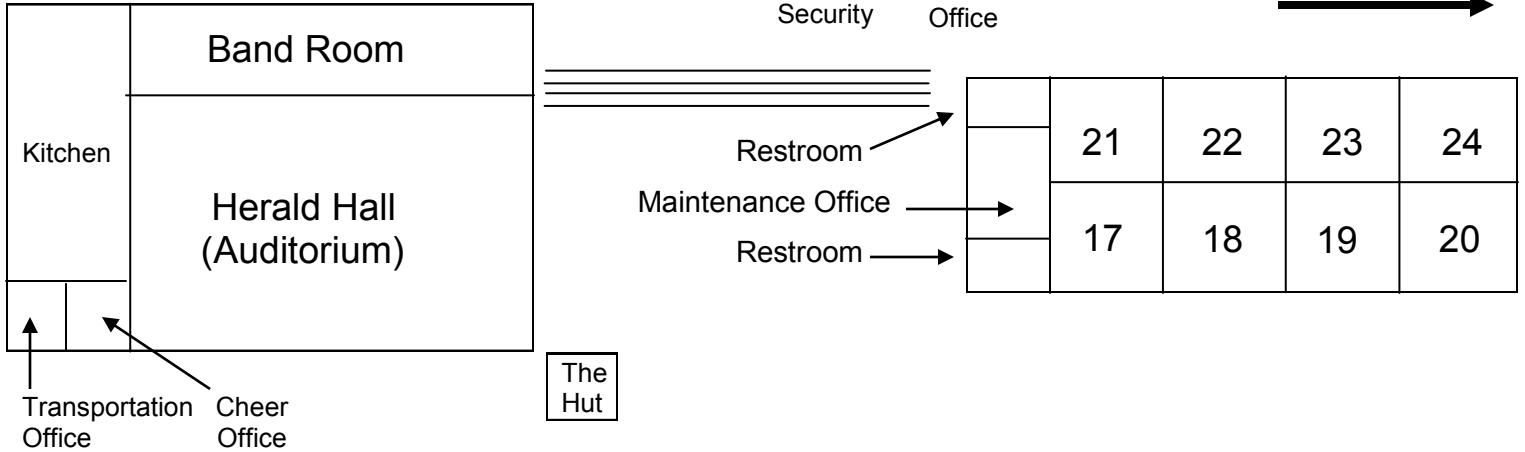 Security Office
Band Room
Kitchen
Herald Hall
(Auditorium)
Transportation
Office
Cheer
Office
The
Hut
Restroom
Maintenance Office
Restroom
21 22 23 24
17 18 19 20